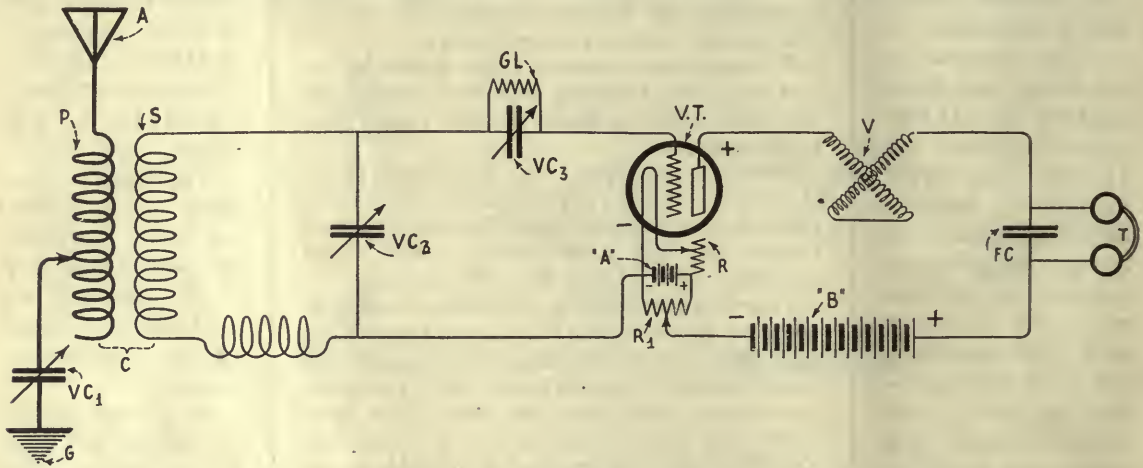 A
GL
P
S
V.T.
+
V
VC3
-
VC2
"A"
R
FC
T
- +
"B"
R1
-
+
C
VC1
G